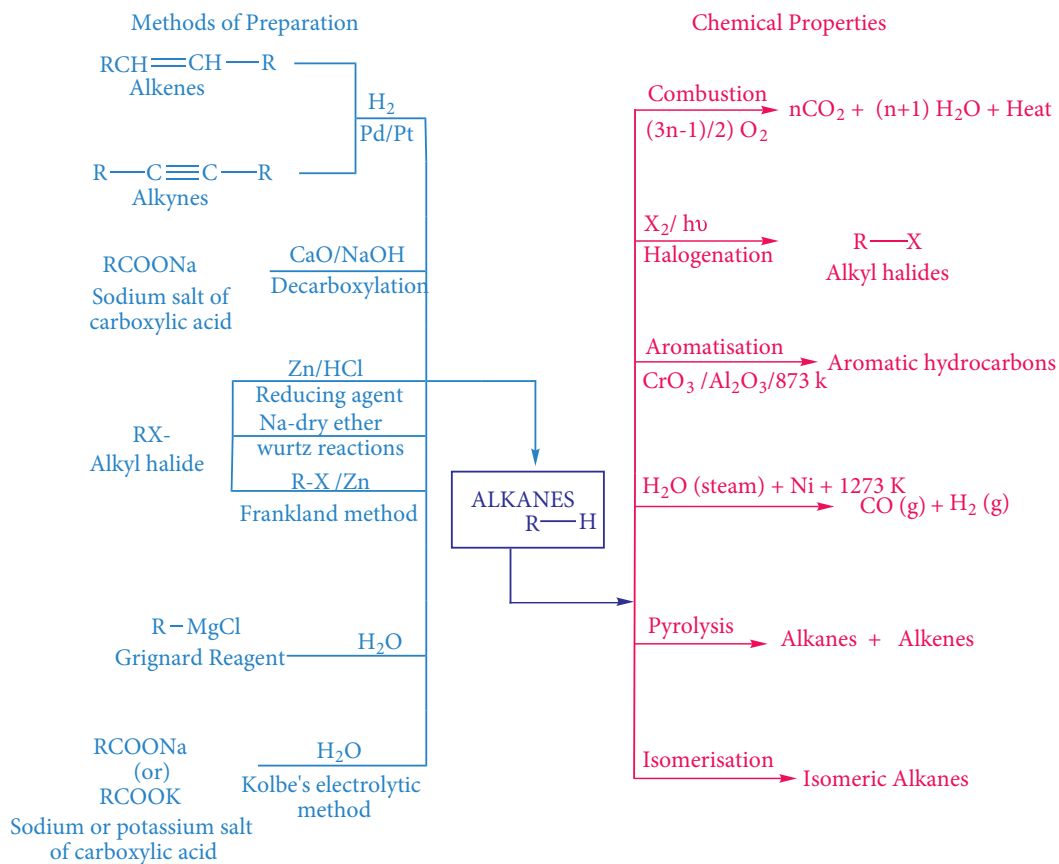 Methods of Preparation
RCH=CH—R
Alkenes
H₂
Pd/Pt
R—C≡C—R
Alkynes
RCOONa
CaO/NaOH
Decarboxylation
Sodium salt of
carboxylic acid
Zn/HCl
Reducing agent
RX-
Alkyl halide
Na-dry ether
wurtz reactions
R-X /Zn
Frankland method
R—MgCl
Grignard Reagent
H₂O
RCOONa
(or)
RCOOK
H₂O
Kolbe's electrolytic
method
Sodium or potassium salt
of carboxylic acid
ALKANES
R—H
Chemical Properties
Combustion
(3n-1)/2) O₂
nCO₂ + (n+1) H₂O + Heat
X₂/ hυ
Halogenation
R—X
Alkyl halides
Aromatisation
CrO₃ /Al₂O₃/873 k
Aromatic hydrocarbons
H₂O (steam) + Ni + 1273 K
CO (g) + H₂ (g)
Pyrolysis
Alkanes + Alkenes
Isomerisation
Isomeric Alkanes